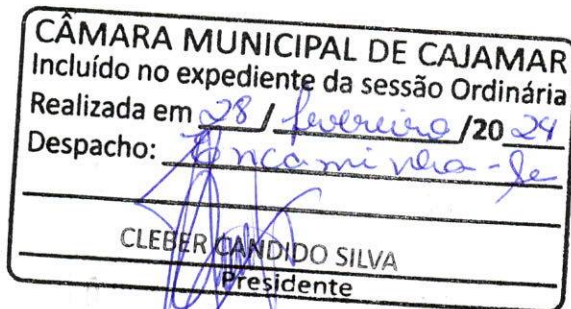 CÂMARA MUNICIPAL DE CAJAMAR
Incluído no expediente da sessão Ordinária
Realizada em 28 / fevereiro /20 24
Despacho: Encaminha-se
CLEBER CANDIDO SILVA
Presidente